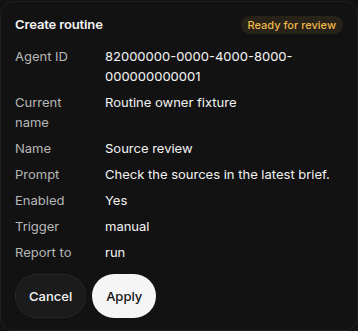 Create routine
Ready for review
Agent ID 82000000-0000-4000-8000-
000000000001
Current Routine owner fixture
name
Name Source review
Prompt Check the sources in the latest brief.
Enabled Yes
Trigger manual
Report to run
Cancel Apply